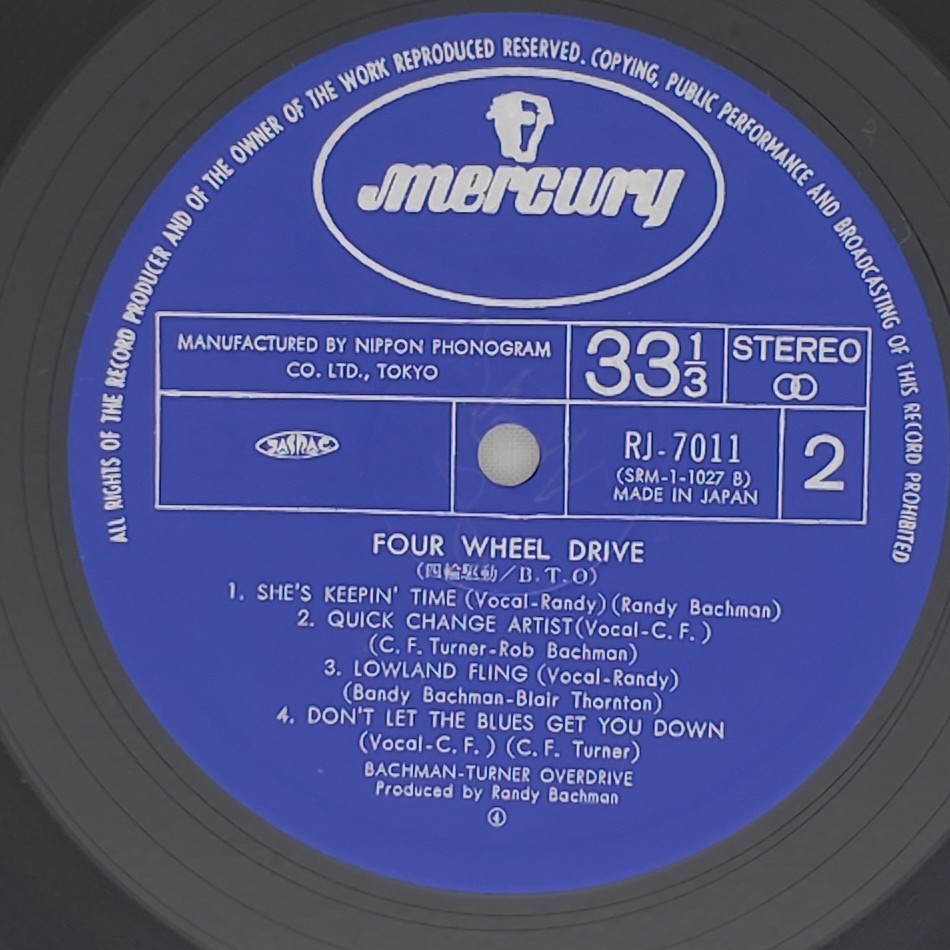 ALL RIGHTS OF THE RECORD PRODUCER AND OF THE OWNER OF THE WORK REPRODUCED RESERVED. COPYING, PUBLIC PERFORMANCE AND BROADCASTING OF THIS RECORD PROHIBITED
mercury
MANUFACTURED BY NIPPON PHONOGRAM
CO. LTD., TOKYO
33 1/3
STEREO
JASRAC
RJ-7011
(SRM-1-1027 B)
MADE IN JAPAN
2
FOUR WHEEL DRIVE
(四輪駆動/B.T.O)
1. SHE'S KEEPIN' TIME (Vocal-Randy) (Randy Bachman)
2. QUICK CHANGE ARTIST(Vocal-C. F. )
(C. F. Turner-Rob Bachman)
3. LOWLAND FLING (Vocal-Randy)
(Bandy Bachman-Blair Thornton)
4. DON'T LET THE BLUES GET YOU DOWN
(Vocal-C. F. ) (C. F. Turner)
BACHMAN-TURNER OVERDRIVE
Produced by Randy Bachman
④